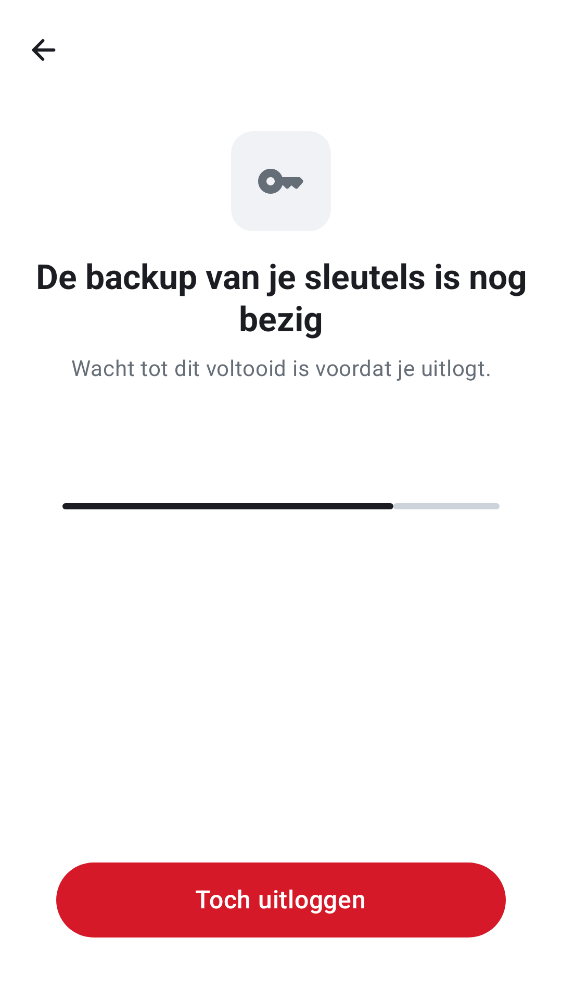 De backup van je sleutels is nog
bezig
Wacht tot dit voltooid is voordat je uitlogt.
Toch uitloggen